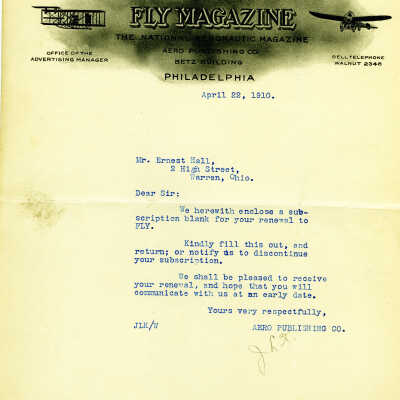 FLY MAGAZINE
THE NATIONAL AERONAUTIC MAGAZINE
AERO PUBLISHING CO.
BETZ BUILDING
PHILADELPHIA
OFFICE OF THE
ADVERTISING MANAGER
BELL TELEPHONE
WALNUT 2346
April 22, 1910.
Mr. Ernest Hall,
2 High Street,
Warren, Ohio.
Dear Sir:
We herewith enclose a sub-
scription blank for your renewal to
FLY.
Kindly fill this out, and
return; or notify us to discontinue
your subscription.
We shall be pleased to receive
your renewal, and hope that you will
communicate with us at an early date.
Yours very respectfully,
JLK/W AERO PUBLISHING CO.